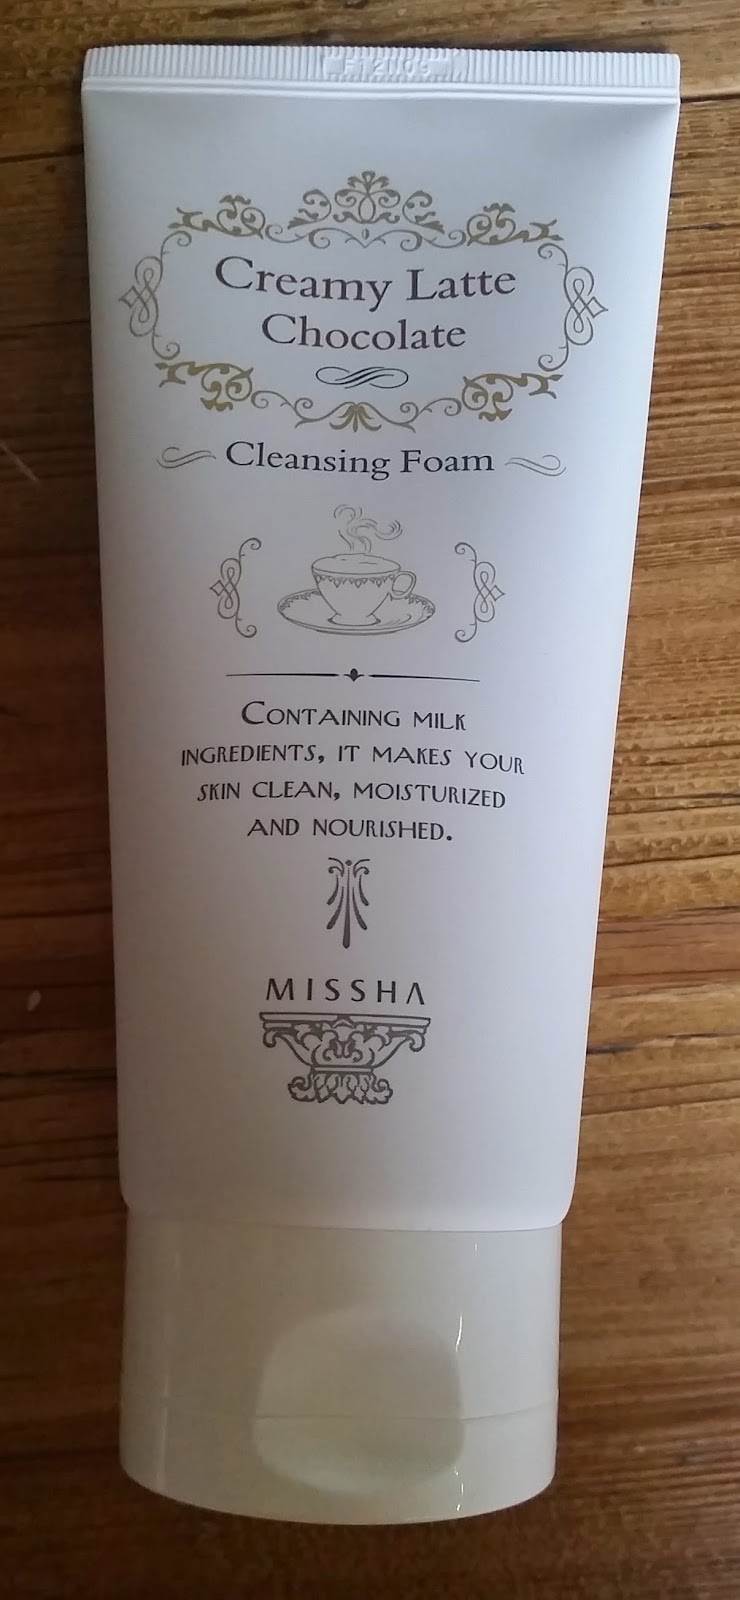 Creamy Latte
Chocolate
Cleansing Foam
CONTAINING MILK
INGREDIENTS, IT MAKES YOUR
SKIN CLEAN, MOISTURIZED
AND NOURISHED.
MISSHA